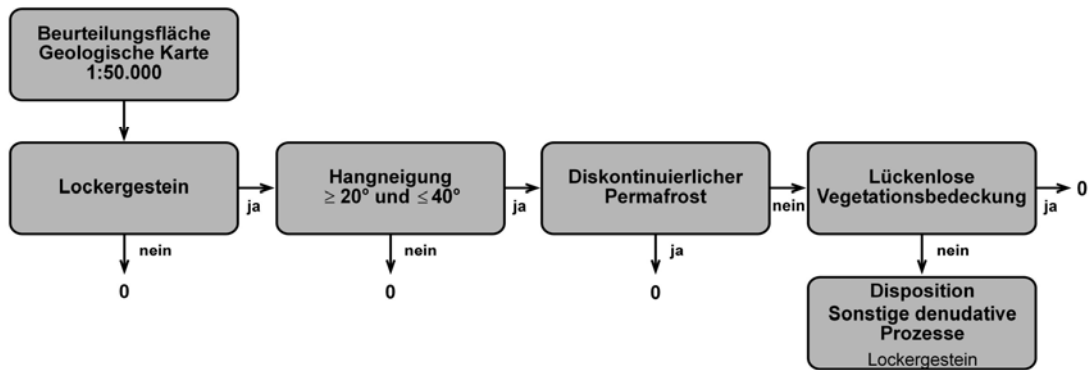 Beurteilungsfläche
Geologische Karte
1:50.000
Lockergestein
ja
nein
0
Hangneigung
≥ 20° und ≤ 40°
ja
nein
0
Diskontinuierlicher
Permafrost
nein
ja
0
Lückenlose
Vegetationsbedeckung
ja
0
nein
Disposition
Sonstige denudative
Prozesse
Lockergestein